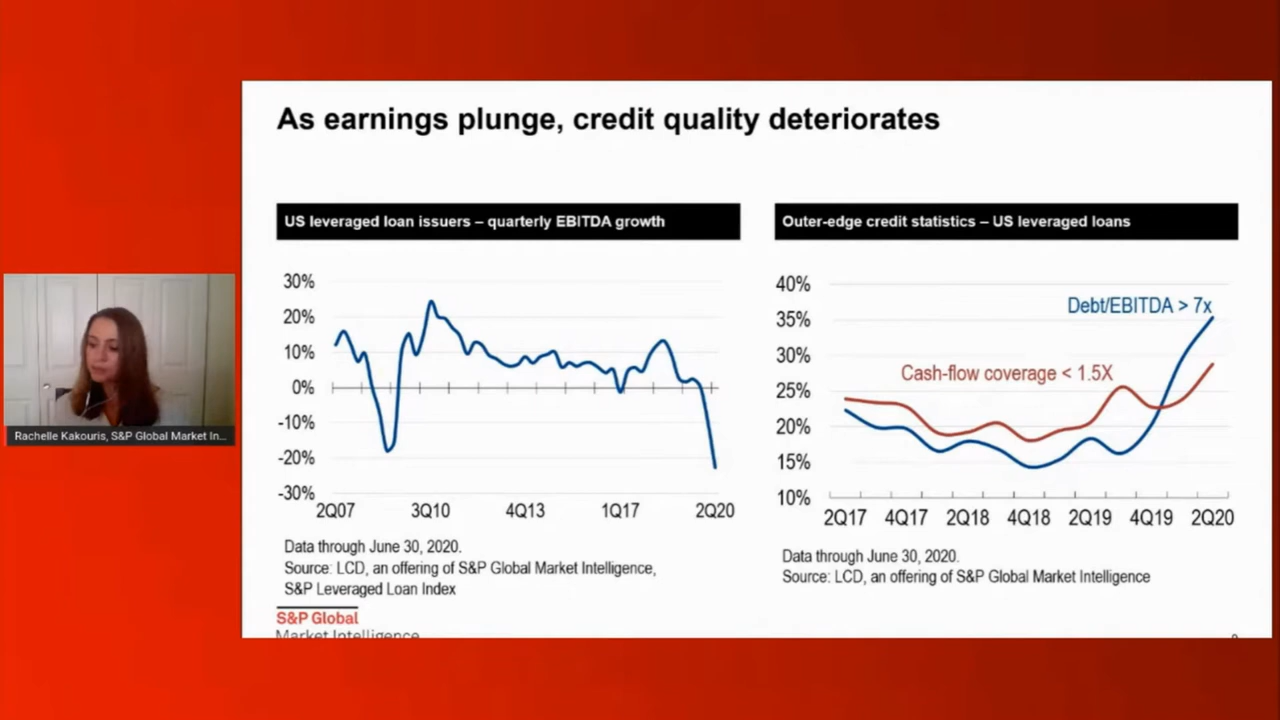 As earnings plunge, credit quality deteriorates
US leveraged loan issuers – quarterly EBITDA growth
30%
20%
10%
0%
-10%
-20%
-30%
2Q07 3Q10 4Q13 1Q17 2Q20
Data through June 30, 2020.
Source: LCD, an offering of S&P Global Market Intelligence,
S&P Leveraged Loan Index
Outer-edge credit statistics – US leveraged loans
40%
35%
30%
25%
20%
15%
10%
Debt/EBITDA > 7x
Cash-flow coverage < 1.5X
2Q17 4Q17 2Q18 4Q18 2Q19 4Q19 2Q20
Data through June 30, 2020.
Source: LCD, an offering of S&P Global Market Intelligence
S&P Global
Market Intelligence
Rachelle Kakouris, S&P Global Market In...